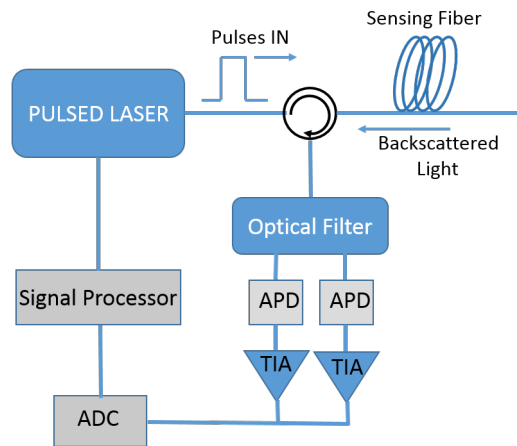 Sensing Fiber
Pulses IN
PULSED LASER
Backscattered
Light
Optical Filter
Signal Processor
APD
APD
TIA
TIA
ADC